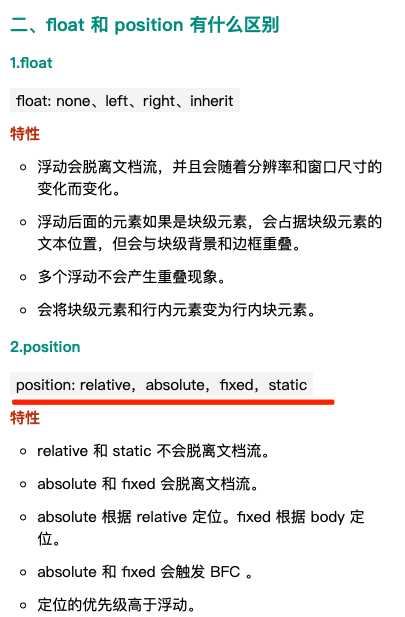 二、float 和 position 有什么区别
1.float
float: none、left、right、inherit
特性
浮动会脱离文档流，并且会随着分辨率和窗口尺寸的
变化而变化。
浮动后面的元素如果是块级元素，会占据块级元素的
文本位置，但会与块级背景和边框重叠。
多个浮动不会产生重叠现象。
会将块级元素和行内元素变为行内块元素。
2.position
position: relative，absolute，fixed，static
特性
relative 和 static 不会脱离文档流。
absolute 和 fixed 会脱离文档流。
absolute 根据 relative 定位。fixed 根据 body 定
位。
absolute 和 fixed 会触发 BFC 。
定位的优先级高于浮动。